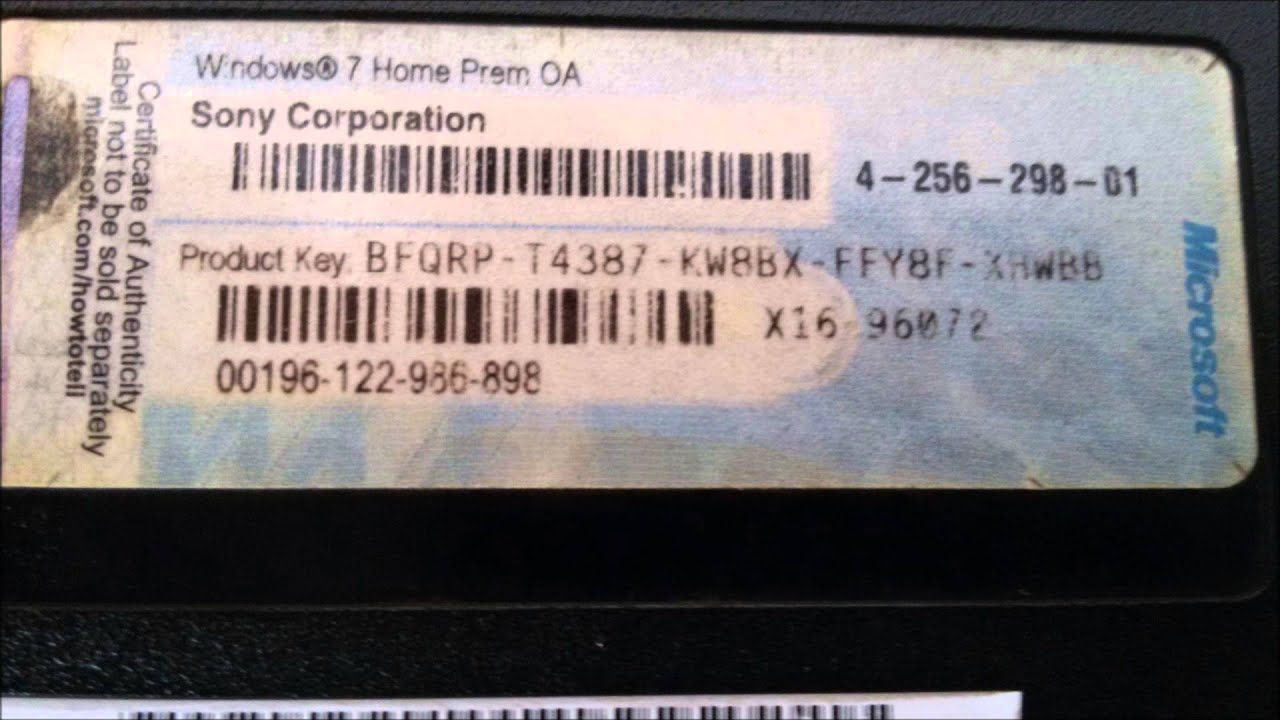 Windows® 7 Home Prem OA
Sony Corporation
4-256-298-01
Product Key: BFQRP-T4387-KW8BX-FFY8F-
X16-96072
00196-122-986-898
Certificate of Authenticity
Label not to be sold separately
microsoft.com/howtotell
Microsoft